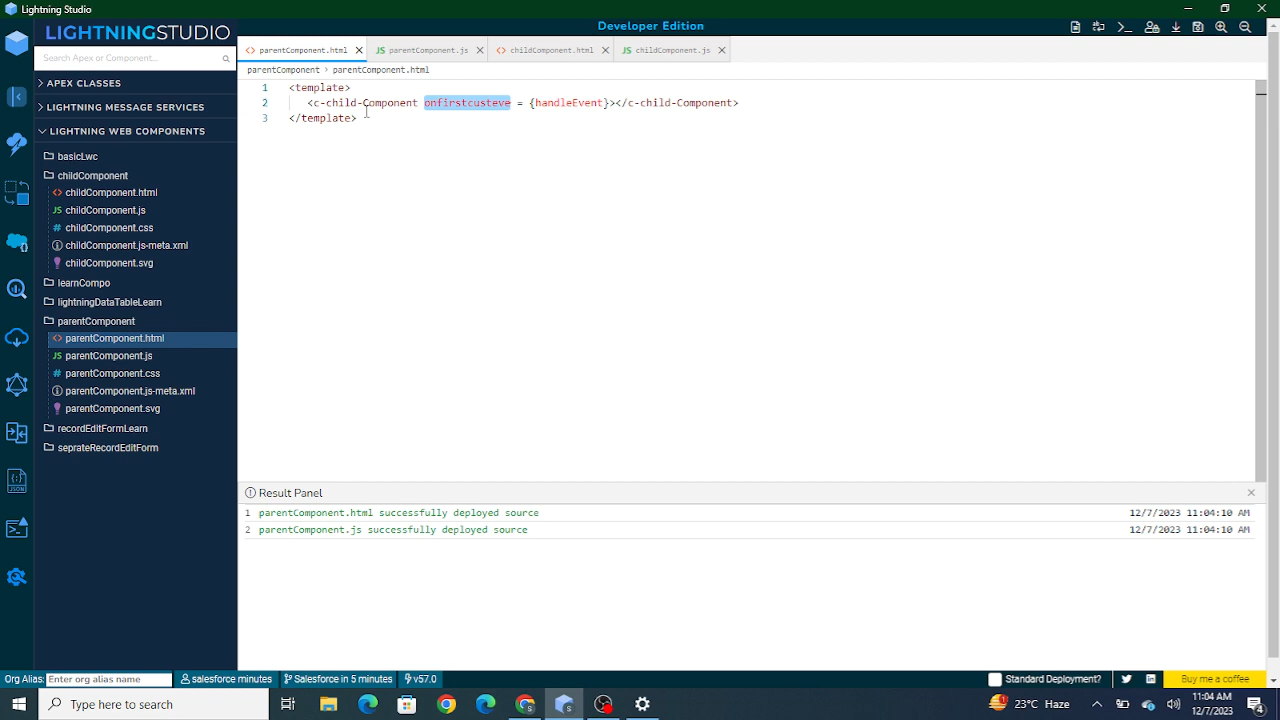 Lightning Studio
LIGHTNINGSTUDIO
Developer Edition
Search Apex or Component...
APEX CLASSES
LIGHTNING MESSAGE SERVICES
LIGHTNING WEB COMPONENTS
basicLwc
childComponent
<> childComponent.html
JS childComponent.js
# childComponent.css
childComponent.js-meta.xml
childComponent.svg
learnCompo
lightningDataTableLearn
parentComponent
<> parentComponent.html
JS parentComponent.js
# parentComponent.css
parentComponent.js-meta.xml
parentComponent.svg
recordEditFormLearn
seprateRecordEditForm
JSON
<> parentComponent.html × JS parentComponent.js × <> childComponent.html × JS childComponent.js ×
parentComponent > parentComponent.html
1 <template>
2 <c-child-Component onfirstcusteve = {handleEvent}></c-child-Component>
3 </template>
Result Panel
1 parentComponent.html successfully deployed source 12/7/2023 11:04:10 AM
2 parentComponent.js successfully deployed source 12/7/2023 11:04:10 AM
Org Alias: Enter org alias name salesforce minutes Salesforce in 5 minutes v57.0 Standard Deployment? Buy me a coffee
Type here to search 23°C Haze 11:04 AM
12/7/2023
4